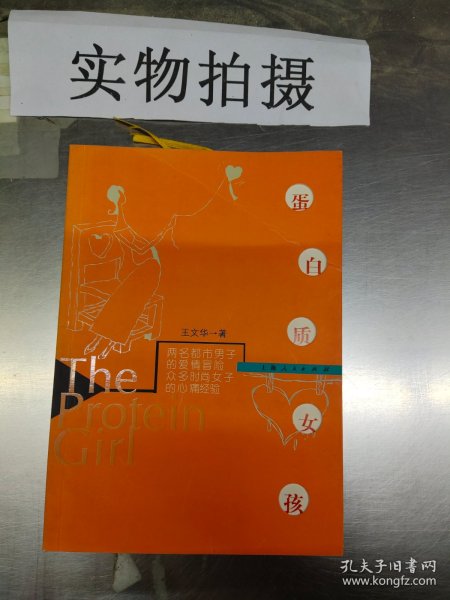 实物拍摄
蛋
白
质
女
孩
王文华一著
两名都市男子
的爱情冒险
众多时尚女子
的心痛经验
上海人民出版社
The
Protein
Girl
孔夫子旧书网
www.kongfz.com